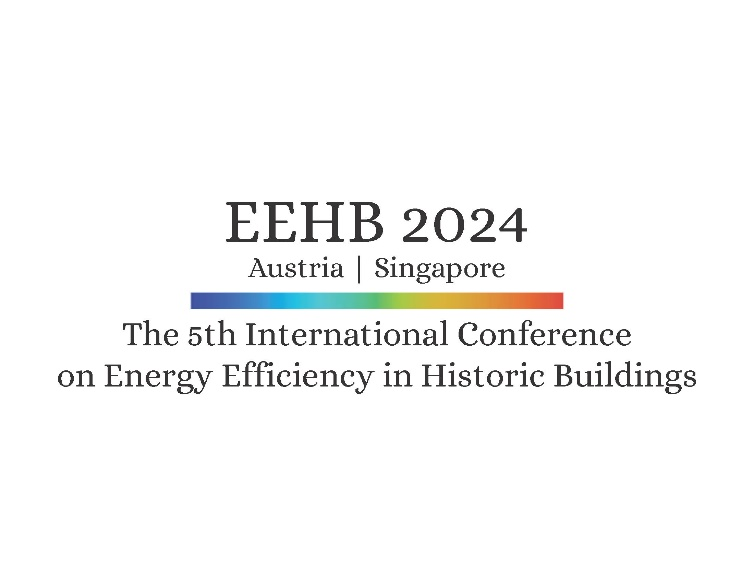 EEHB 2024
Austria | Singapore
The 5th International Conference
on Energy Efficiency in Historic Buildings